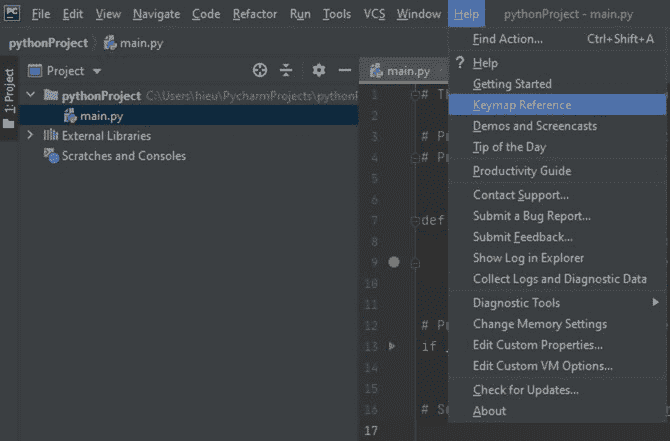 PC File Edit View Navigate Code Refactor Run Tools VCS Window Help pythonProject - main.py
pythonProject main.py
1: Project
Project
pythonProject C:\Users\hieu\PycharmProjects\python
main.py
External Libraries
Scratches and Consoles
main.py
1 # Th
2
3 # Pr
4 # Pr
5
6
7 def
8
9
10
11
12 # Pr
13 if
14
15
16 # S
17
Find Action... Ctrl+Shift+A
? Help
Getting Started
Keymap Reference
Demos and Screencasts
Tip of the Day
Productivity Guide
Contact Support...
Submit a Bug Report...
Submit Feedback...
Show Log in Explorer
Collect Logs and Diagnostic Data
Diagnostic Tools
Change Memory Settings
Edit Custom Properties...
Edit Custom VM Options...
Check for Updates...
About